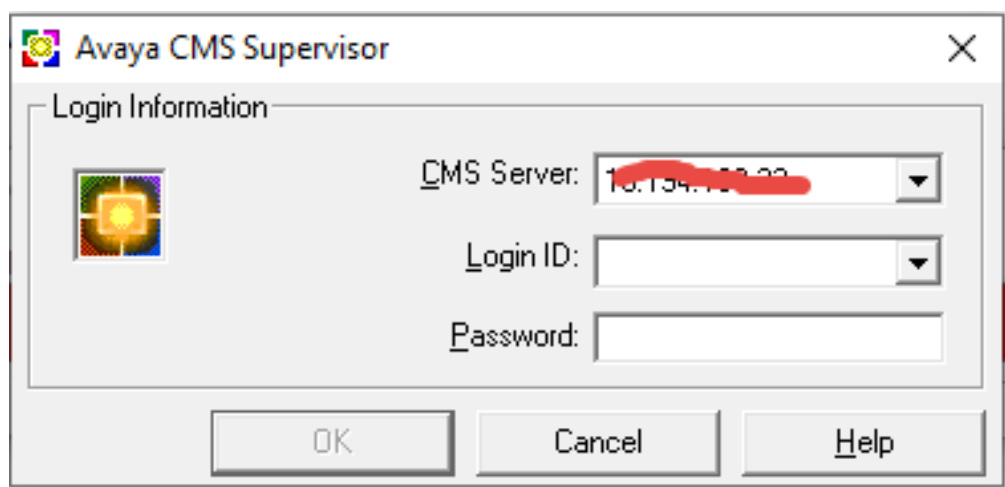 Avaya CMS Supervisor
Login Information
CMS Server:
Login ID:
Password:
OK
Cancel
Help